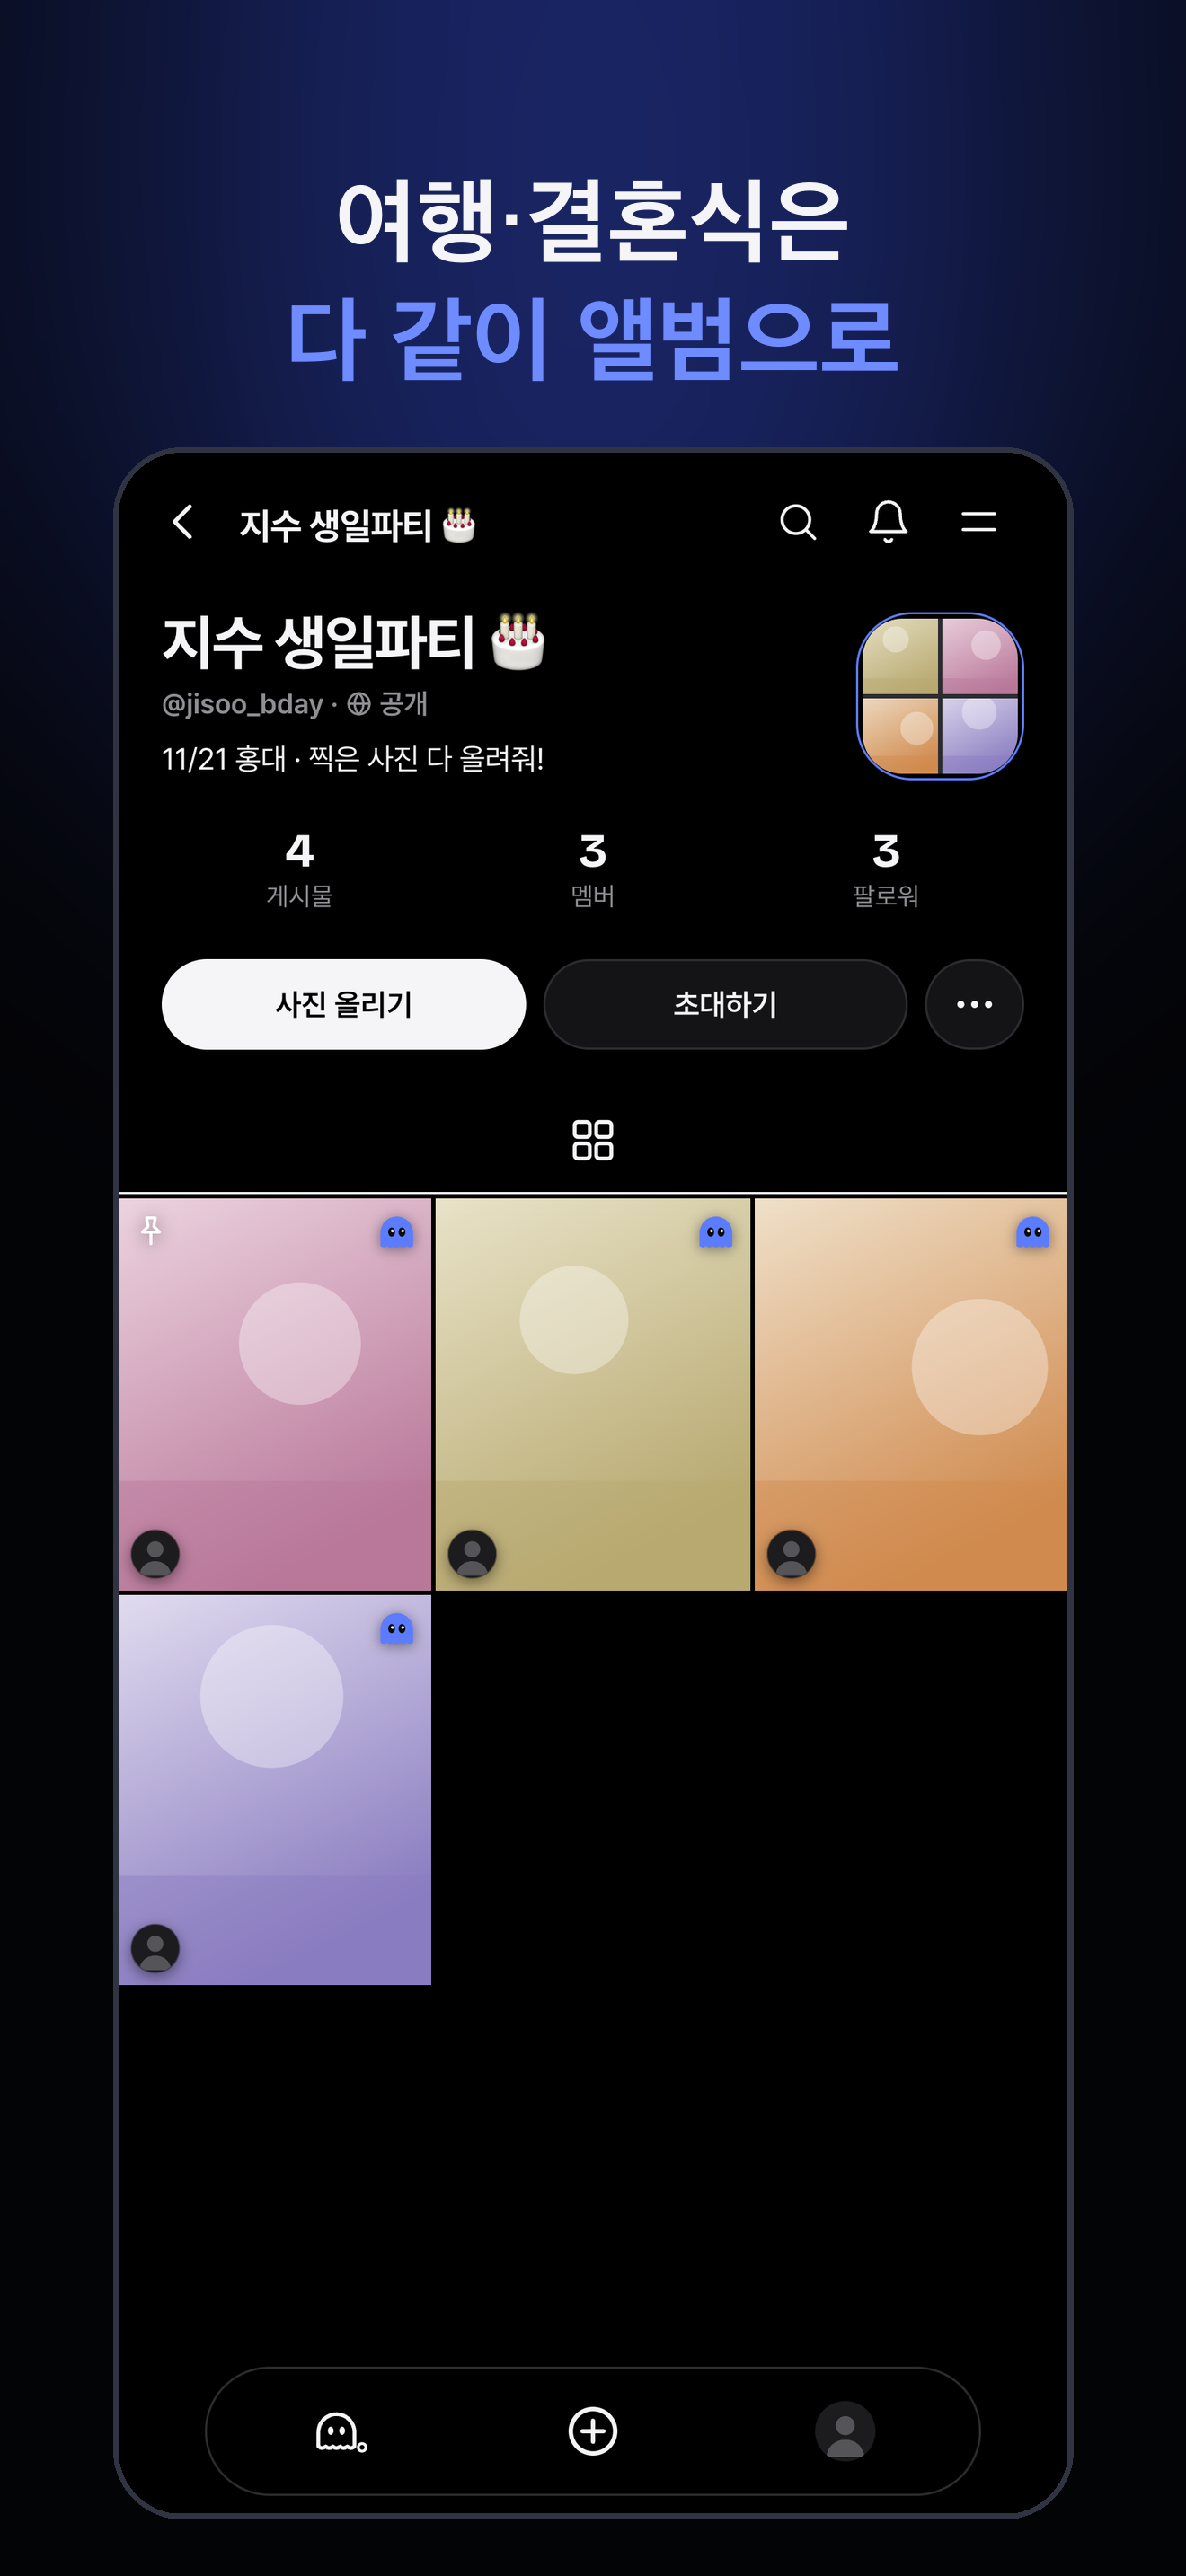 여행·결혼식은
다 같이 앨범으로
지수 생일파티 🎂
지수 생일파티 🎂
@jisoo_bday · 공개
11/21 홍대 · 찍은 사진 다 올려줘!
4 3 3
게시물 멤버 팔로워
사진 올리기 초대하기